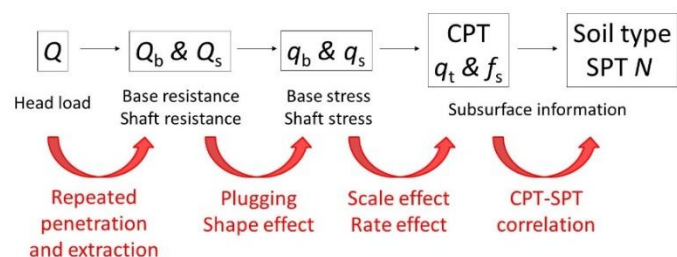 Q
Q_b & Q_s
q_b & q_s
CPT
q_t & f_s
Soil type
SPT N
Head load
Base resistance
Shaft resistance
Base stress
Shaft stress
Subsurface information
Repeated
penetration
and extraction
Plugging
Shape effect
Scale effect
Rate effect
CPT-SPT
correlation